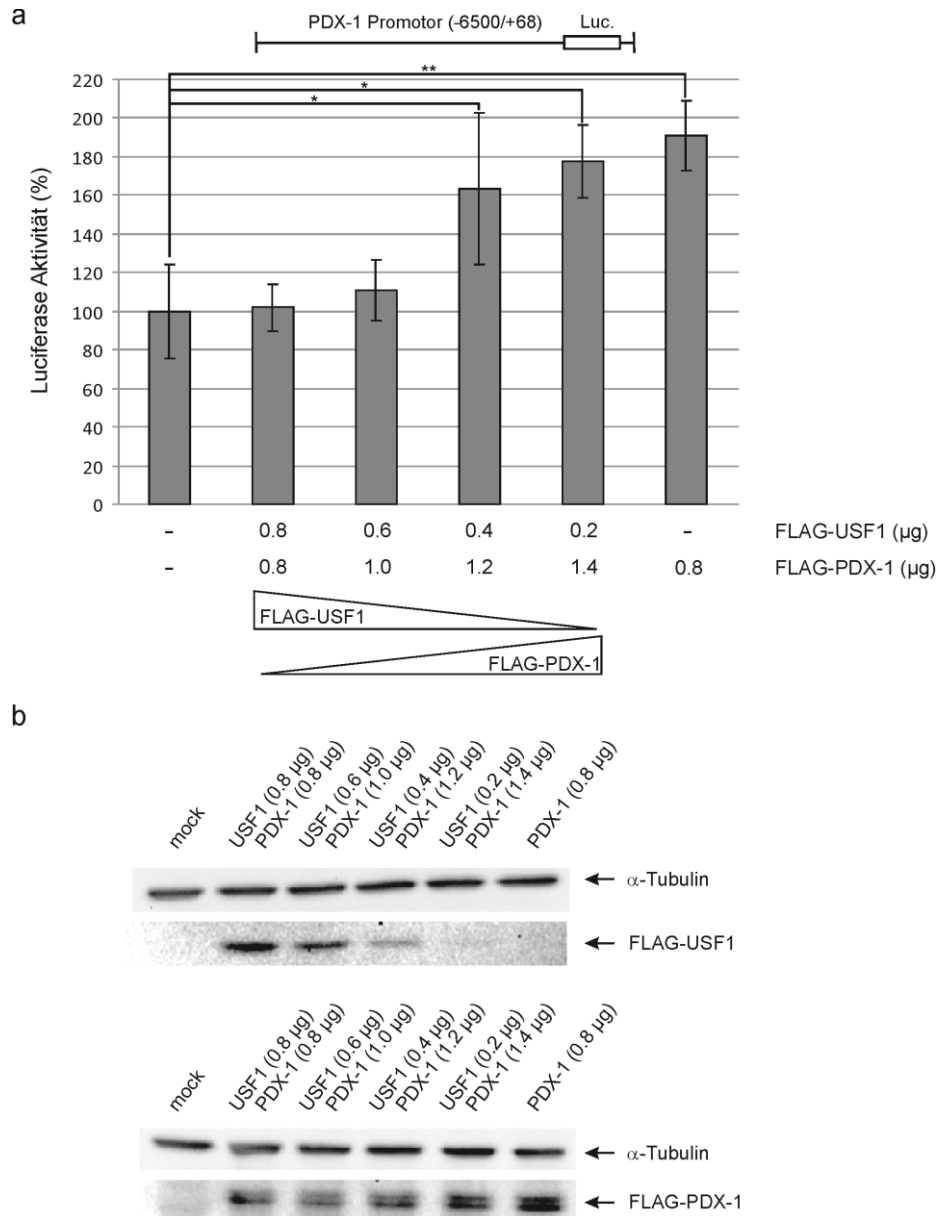 a
PDX-1 Promotor (-6500/+68) Luc.
220
200
180
160
140
120
100
80
60
40
20
0
Luciferase Aktivität (%)
**
*
*
– 0.8 0.6 0.4 0.2 – FLAG-USF1 (µg)
– 0.8 1.0 1.2 1.4 0.8 FLAG-PDX-1 (µg)
FLAG-USF1
FLAG-PDX-1
b
mock
USF1 (0.8 µg)
PDX-1 (0.8 µg)
USF1 (0.6 µg)
PDX-1 (1.0 µg)
USF1 (0.4 µg)
PDX-1 (1.2 µg)
USF1 (0.2 µg)
PDX-1 (1.4 µg)
PDX-1 (0.8 µg)
α-Tubulin
FLAG-USF1
mock
USF1 (0.8 µg)
PDX-1 (0.8 µg)
USF1 (0.6 µg)
PDX-1 (1.0 µg)
USF1 (0.4 µg)
PDX-1 (1.2 µg)
USF1 (0.2 µg)
PDX-1 (1.4 µg)
PDX-1 (0.8 µg)
α-Tubulin
FLAG-PDX-1